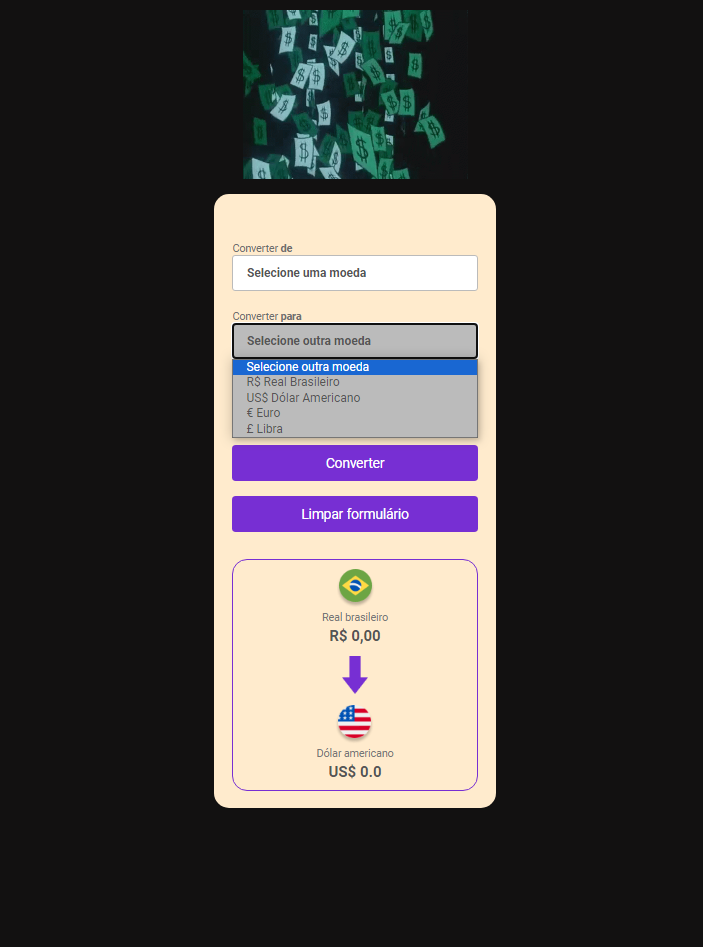 Converter de
Selecione uma moeda
Converter para
Selecione outra moeda
Selecione outra moeda
R$ Real Brasileiro
US$ Dólar Americano
€ Euro
£ Libra
Converter
Limpar formulário
Real brasileiro
R$ 0,00
Dólar americano
US$ 0.0